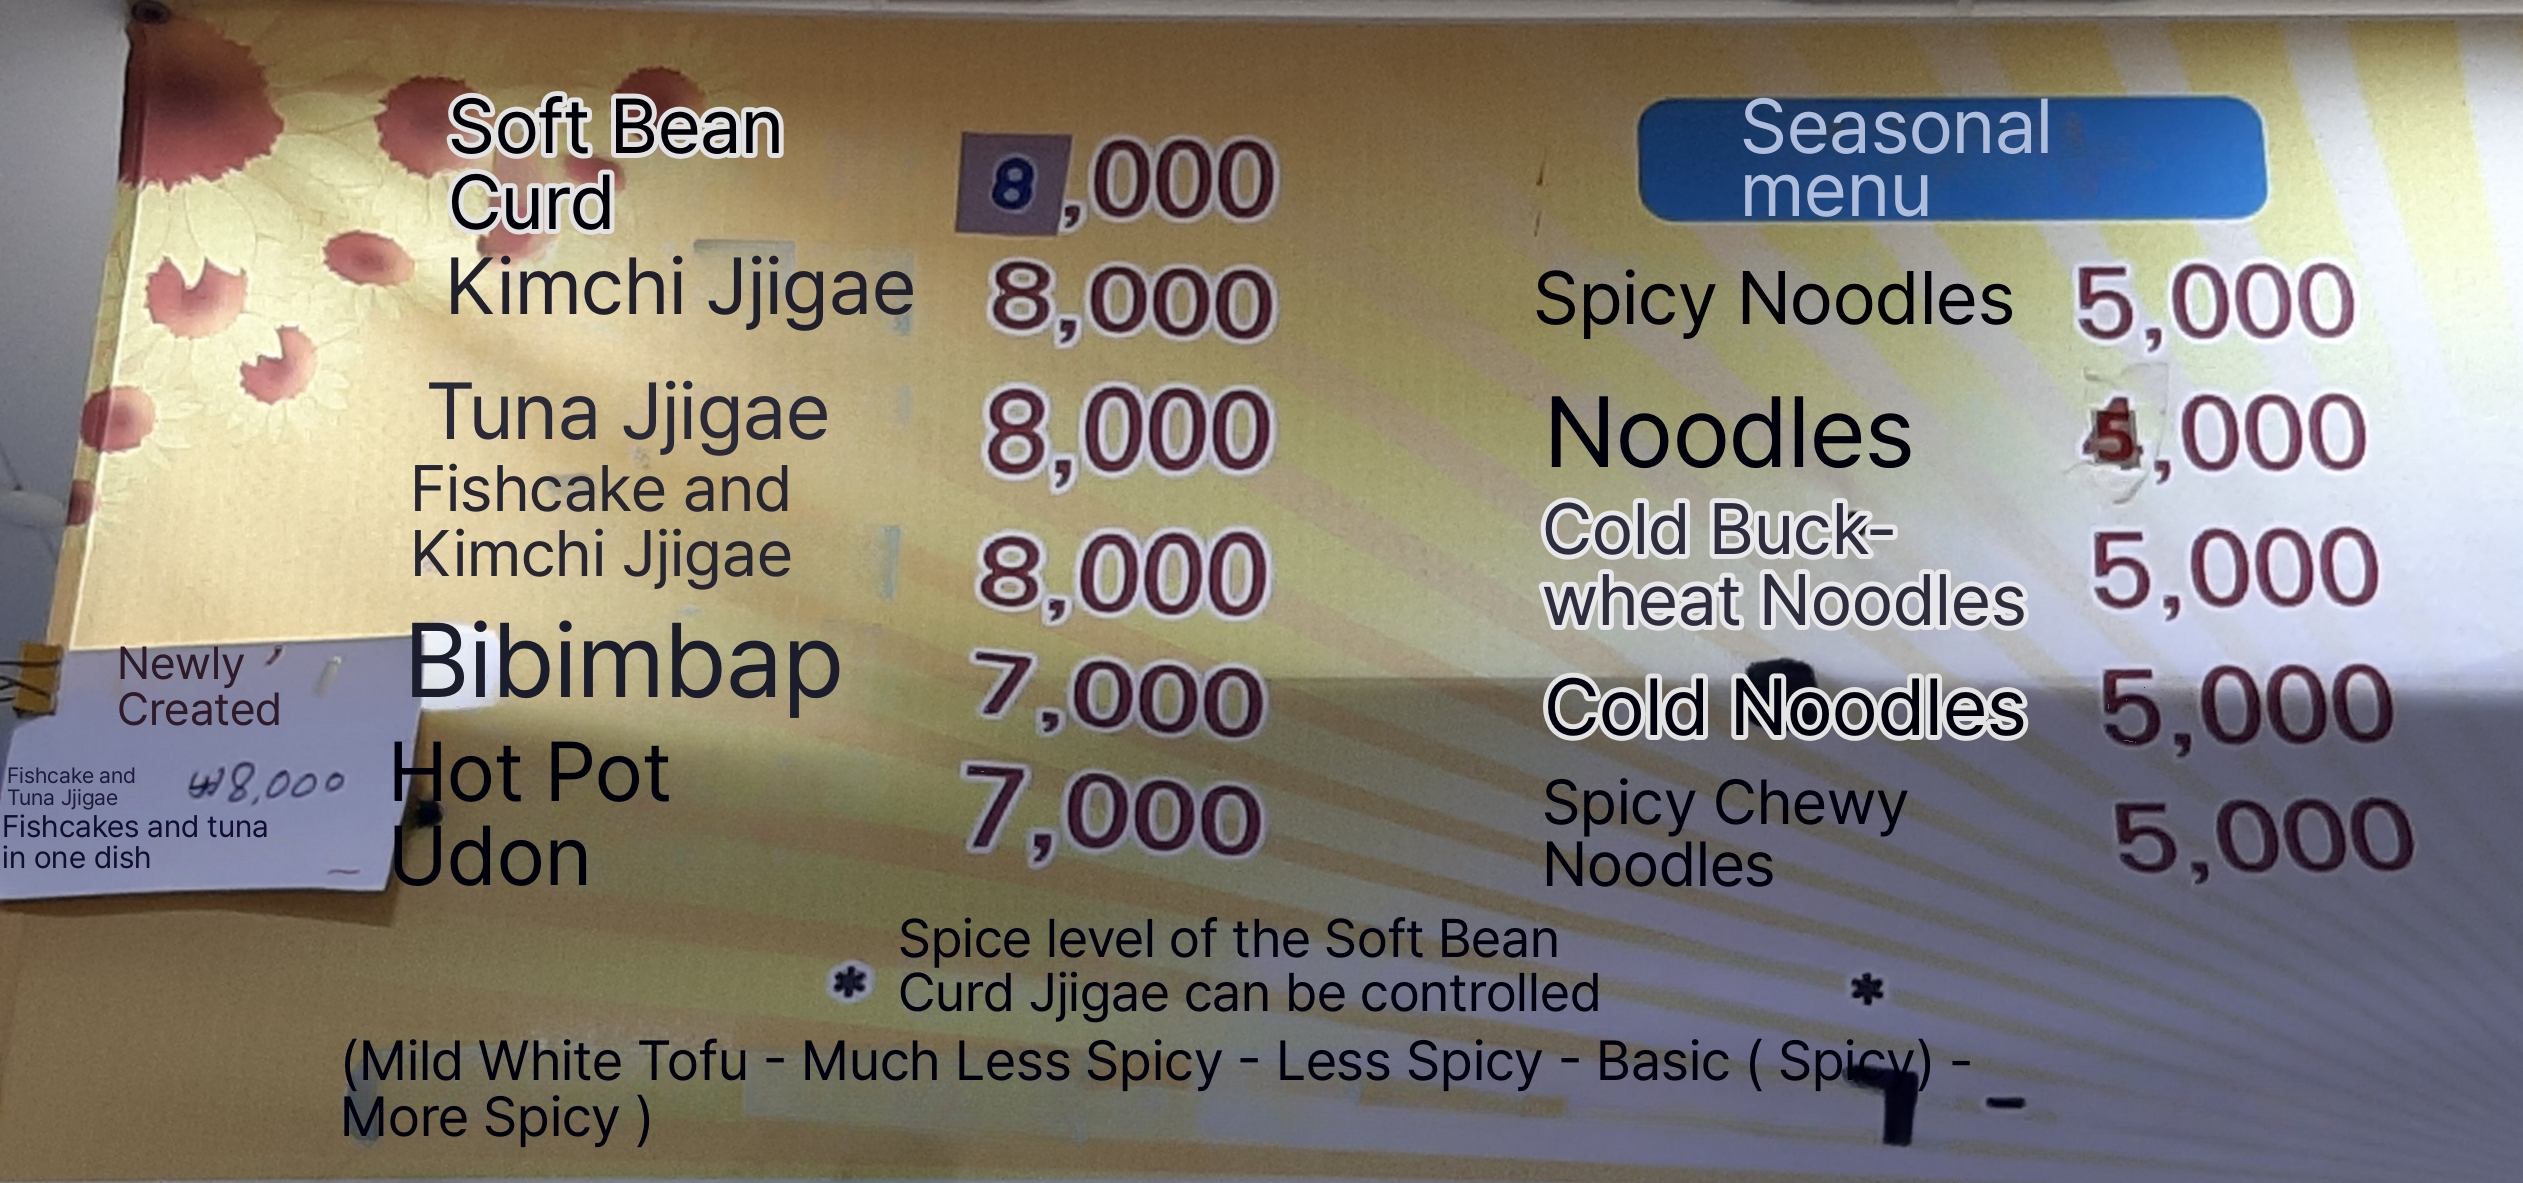 Soft Bean
Curd
8,000
Kimchi Jjigae 8,000
Tuna Jjigae 8,000
Fishcake and
Kimchi Jjigae 8,000
Bibimbap 7,000
Hot Pot
Udon 7,000
Newly
Created
Fishcake and
Tuna Jjigae
₩8,000
Fishcakes and tuna
in one dish
Seasonal
menu
Spicy Noodles 5,000
Noodles 5,000
Cold Buck-
wheat Noodles 5,000
Cold Noodles 5,000
Spicy Chewy
Noodles 5,000
* Spice level of the Soft Bean
Curd Jjigae can be controlled *
(Mild White Tofu - Much Less Spicy - Less Spicy - Basic ( Spicy) -
More Spicy )